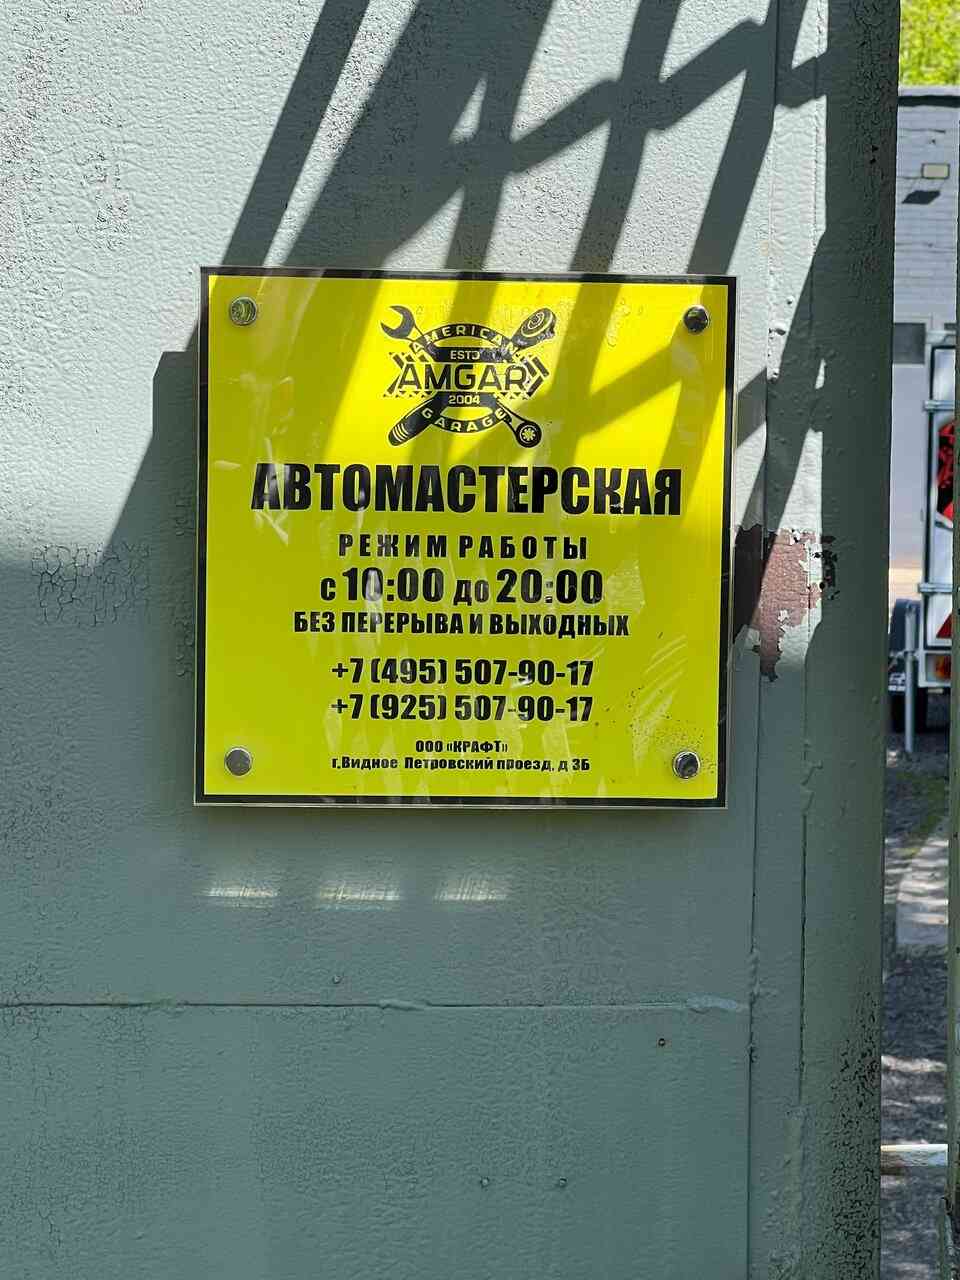 AMERICAN
ESTD
AMGAR
2004
GARAGE
АВТОМАСТЕРСКАЯ
РЕЖИМ РАБОТЫ
с 10:00 до 20:00
БЕЗ ПЕРЕРЫВА И ВЫХОДНЫХ
+7 (495) 507-90-17
+7 (925) 507-90-17
ООО «КРАФТ»
г.Видное Петровский проезд, д 3Б